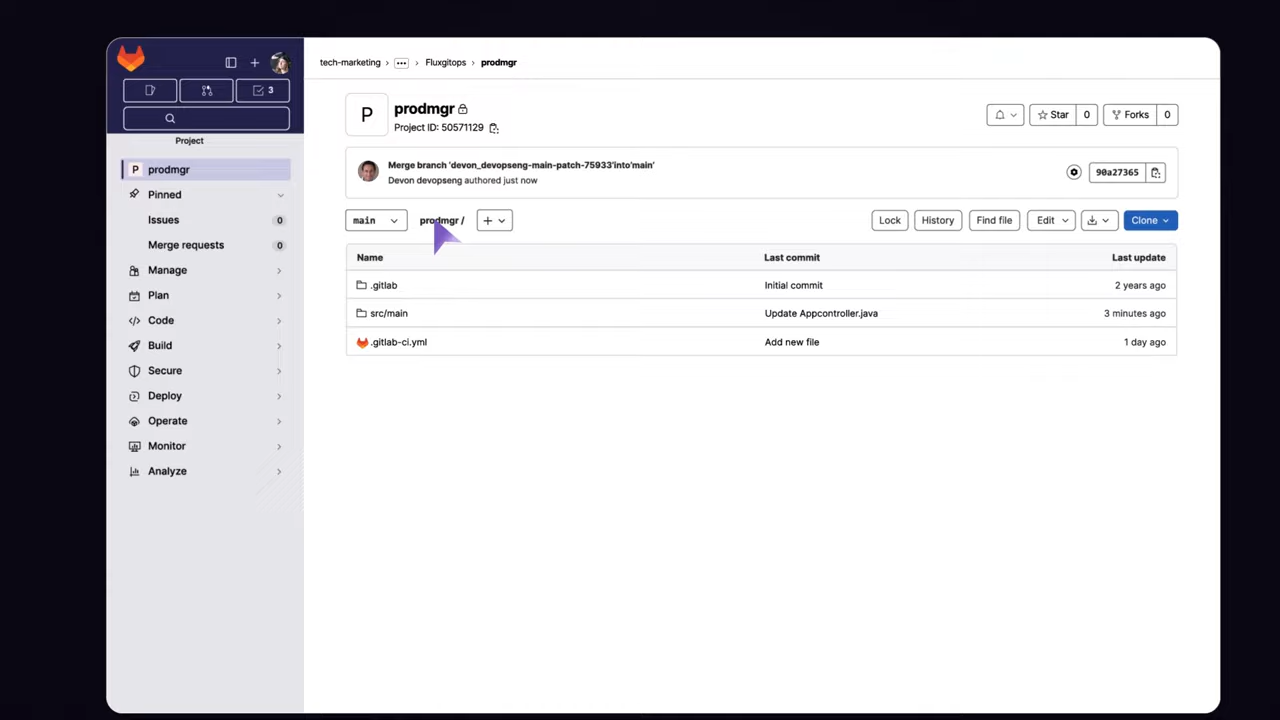 tech-marketing › ··· › Fluxgitops › prodmgr
3
Project
P prodmgr
Pinned
Issues 0
Merge requests 0
Manage
Plan
Code
Build
Secure
Deploy
Operate
Monitor
Analyze
P
prodmgr
Project ID: 50571129
Star 0 Forks 0
Merge branch 'devon_devopseng-main-patch-75933'into'main'
Devon devopseng authored just now
90a27365
main prodmgr / + Lock History Find file Edit Clone
Name Last commit Last update
.gitlab Initial commit 2 years ago
src/main Update Appcontroller.java 3 minutes ago
.gitlab-ci.yml Add new file 1 day ago